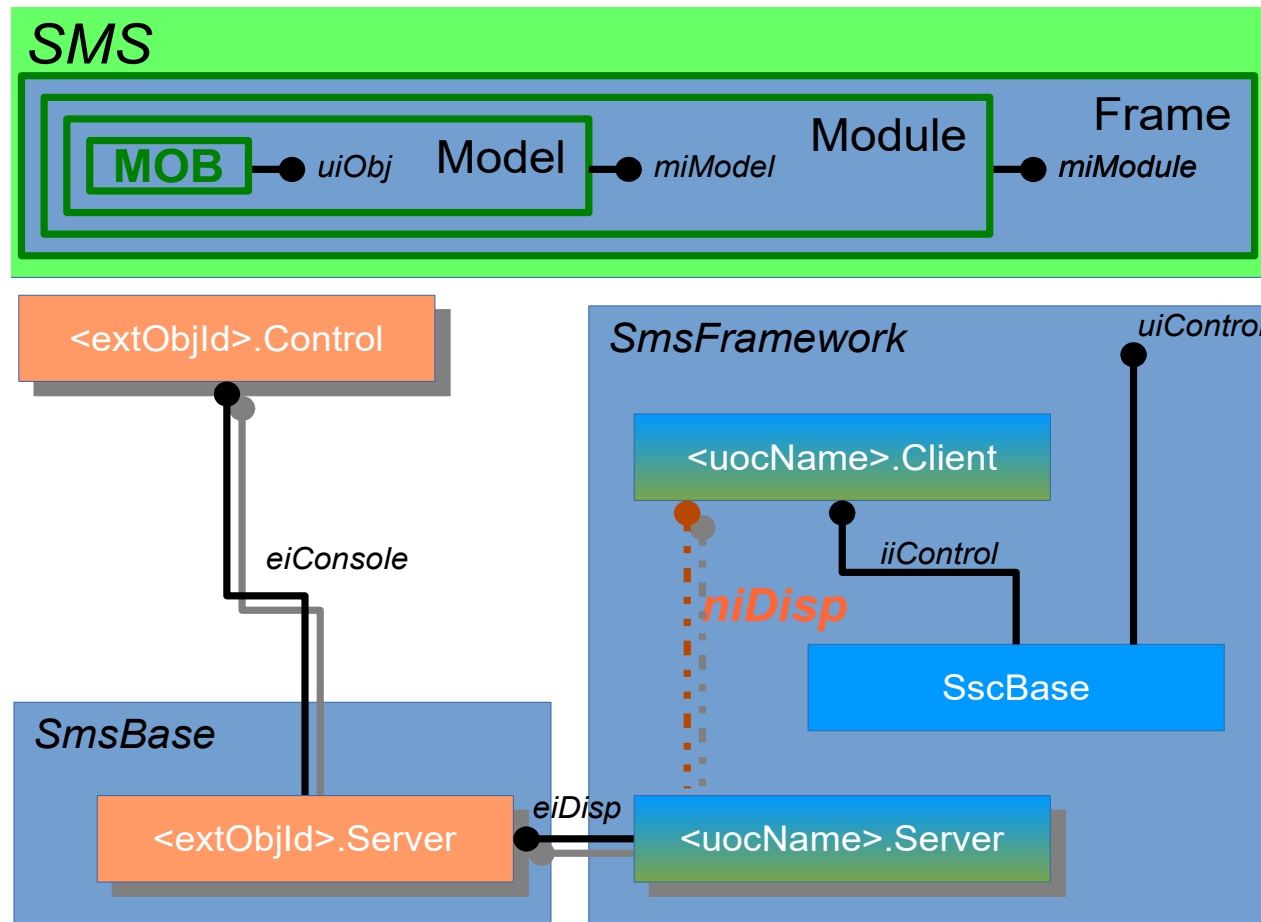 SMS
Frame
Module
Model
MOB
uiObj
miModel
miModule
<extObjId>.Control
SmsFramework
uiControl
<uocName>.Client
eiConsole
iiControl
niDisp
SscBase
SmsBase
eiDisp
<extObjId>.Server
<uocName>.Server